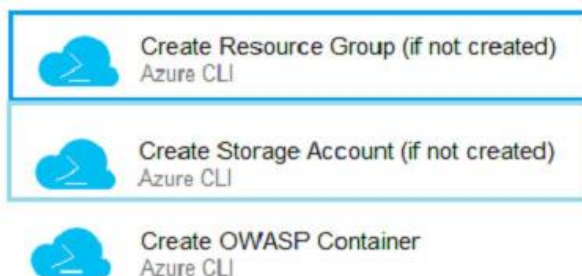 Create Resource Group (if not created)
Azure CLI
Create Storage Account (if not created)
Azure CLI
Create OWASP Container
Azure CLI